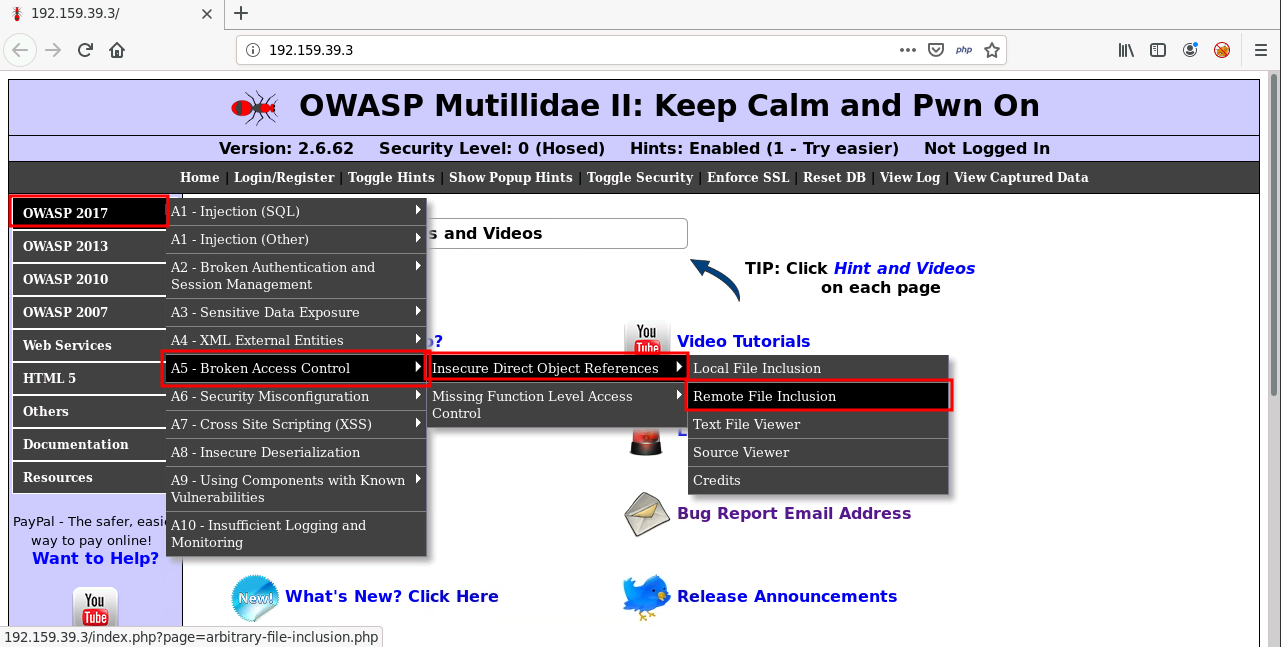 192.159.39.3/
192.159.39.3
php
OWASP Mutillidae II: Keep Calm and Pwn On
Version: 2.6.62 Security Level: 0 (Hosed) Hints: Enabled (1 - Try easier) Not Logged In
Home | Login/Register | Toggle Hints | Show Popup Hints | Toggle Security | Enforce SSL | Reset DB | View Log | View Captured Data
OWASP 2017
OWASP 2013
OWASP 2010
OWASP 2007
Web Services
HTML 5
Others
Documentation
Resources
A1 - Injection (SQL)
A1 - Injection (Other)
A2 - Broken Authentication and
Session Management
A3 - Sensitive Data Exposure
A4 - XML External Entities
A5 - Broken Access Control
A6 - Security Misconfiguration
A7 - Cross Site Scripting (XSS)
A8 - Insecure Deserialization
A9 - Using Components with Known
Vulnerabilities
A10 - Insufficient Logging and
Monitoring
Insecure Direct Object References
Missing Function Level Access
Control
Local File Inclusion
Remote File Inclusion
Text File Viewer
Source Viewer
Credits
s and Videos
TIP: Click Hint and Videos
on each page
?
You
Tube
Video Tutorials
Bug Report Email Address
New!
What's New? Click Here
Release Announcements
PayPal - The safer, easi
way to pay online!
Want to Help?
You
Tube
192.159.39.3/index.php?page=arbitrary-file-inclusion.php